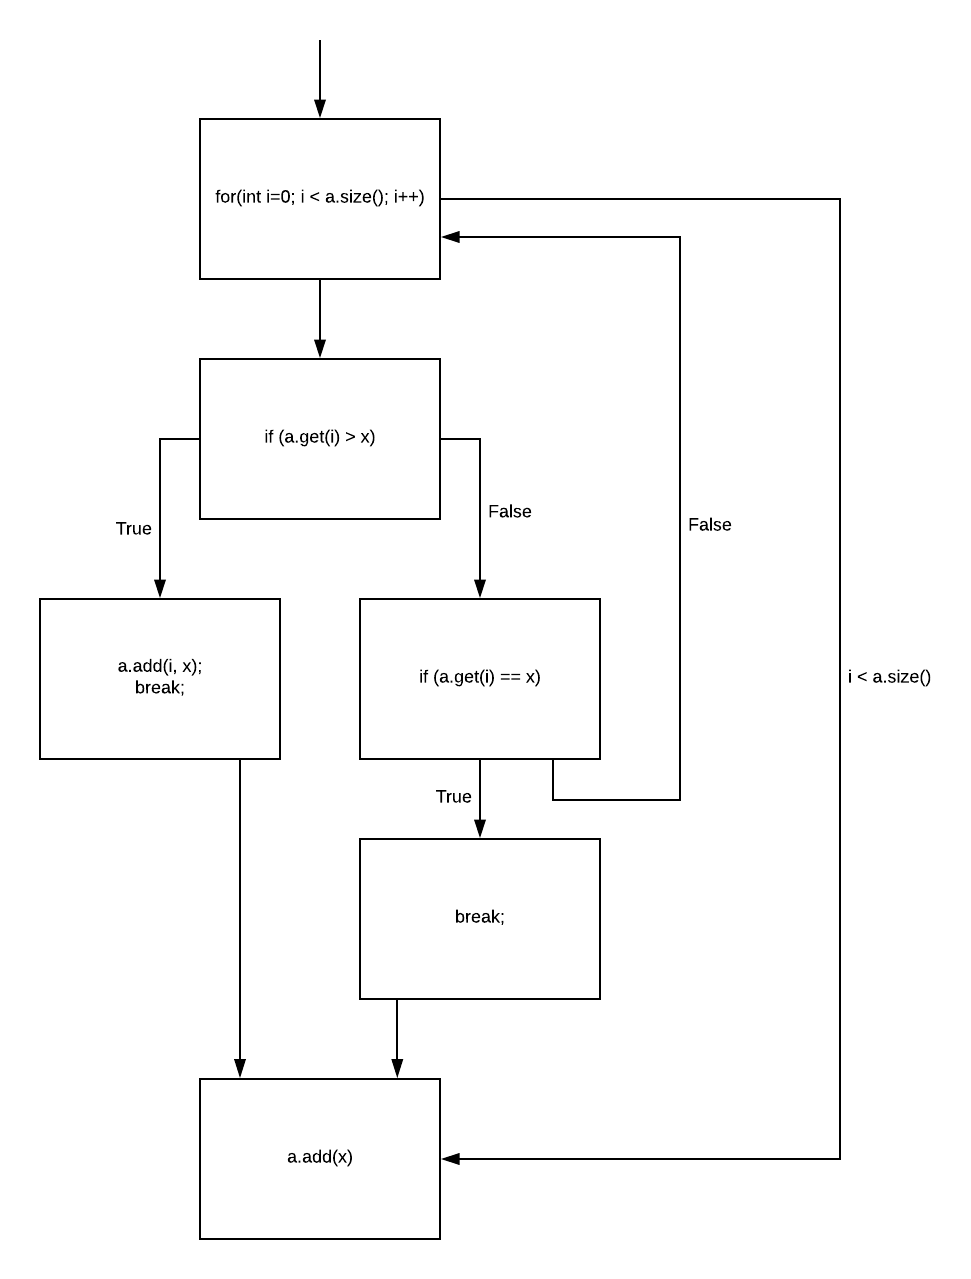 for(int i=0; i < a.size(); i++)
if (a.get(i) > x)
True
False
False
a.add(i, x);
break;
if (a.get(i) == x)
i < a.size()
True
break;
a.add(x)